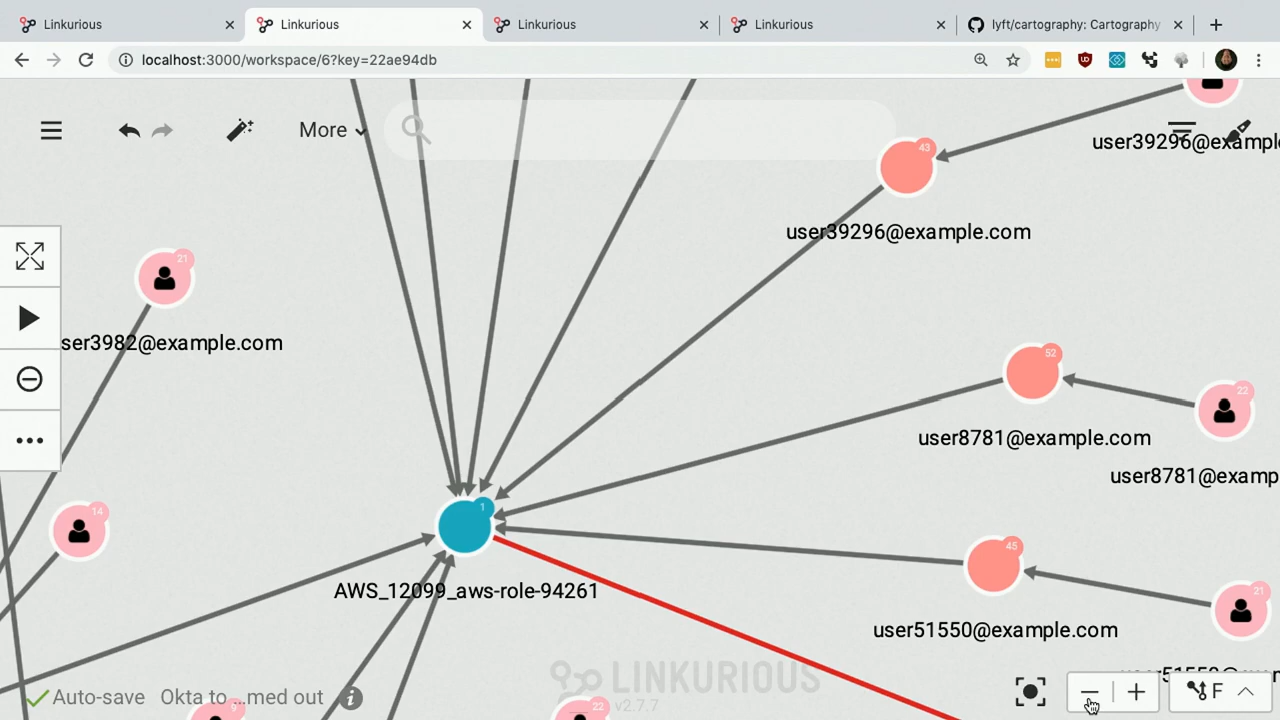 Linkurious
Linkurious
Linkurious
Linkurious
lyft/cartography: Cartography
localhost:3000/workspace/6?key=22ae94db
More
43
user39296@exampl
user39296@example.com
21
ser3982@example.com
52
22
user8781@example.com
user8781@examp
14
1
45
AWS_12099_aws-role-94261
21
user51550@example.com
LINKURIOUS
v2.7.7
Auto-save
Okta to ...med out
22
F